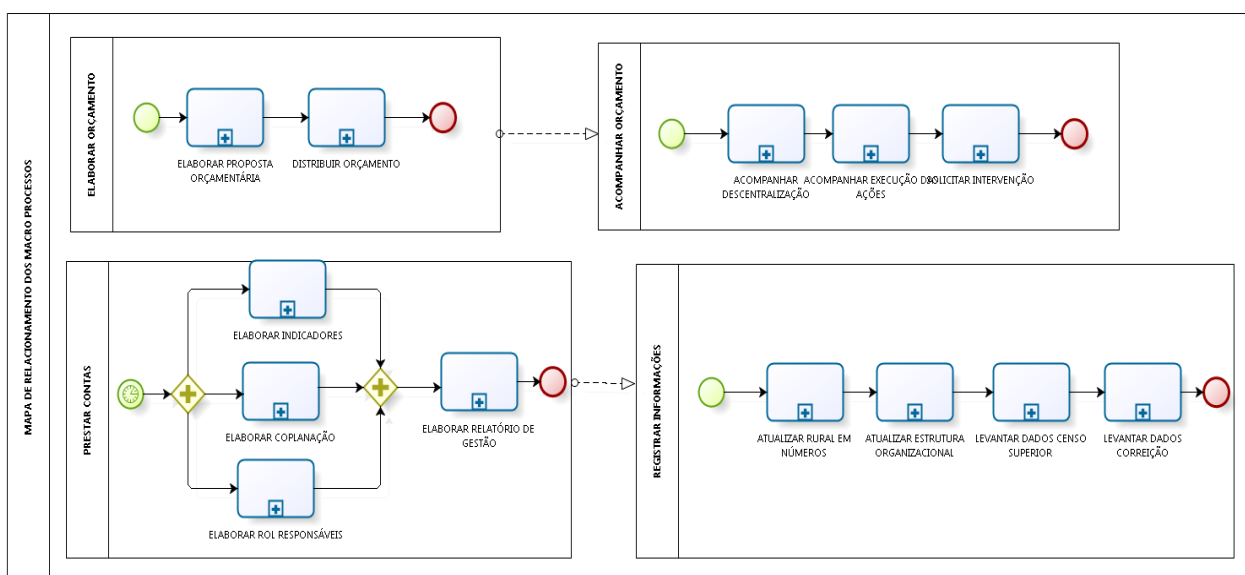 MAPA DE RELACIONAMENTO DOS MACRO PROCESSOS
ELABORAR ORÇAMENTO
ELABORAR PROPOSTA
ORÇAMENTÁRIA
DISTRIBUIR ORÇAMENTO
ACOMPANHAR ORÇAMENTO
ACOMPANHAR
DESCENTRALIZAÇÃO
ACOMPANHAR EXECUÇÃO DAS
AÇÕES
SOLICITAR INTERVENÇÃO
PRESTAR CONTAS
ELABORAR INDICADORES
ELABORAR COPLANAÇÃO
ELABORAR ROL RESPONSÁVEIS
ELABORAR RELATÓRIO DE
GESTÃO
REGISTRAR INFORMAÇÕES
ATUALIZAR RURAL EM
NÚMEROS
ATUALIZAR ESTRUTURA
ORGANIZACIONAL
LEVANTAR DADOS CENSO
SUPERIOR
LEVANTAR DADOS
CORREIÇÃO